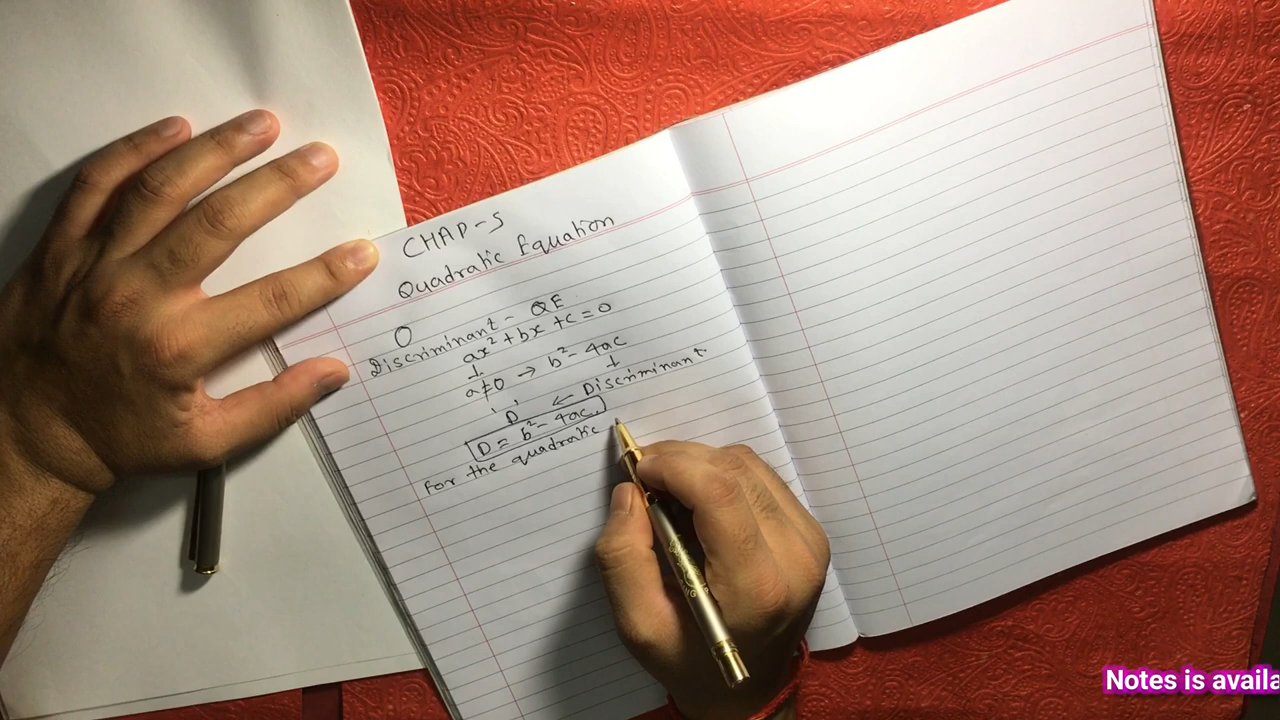 CHAP-5
Quadratic Equation
Discriminant - QE
ax² + bx + c = 0
a≠0 → b² - 4ac
D ← Discriminant.
D = b² - 4ac.
For the quadratic
Notes is availa